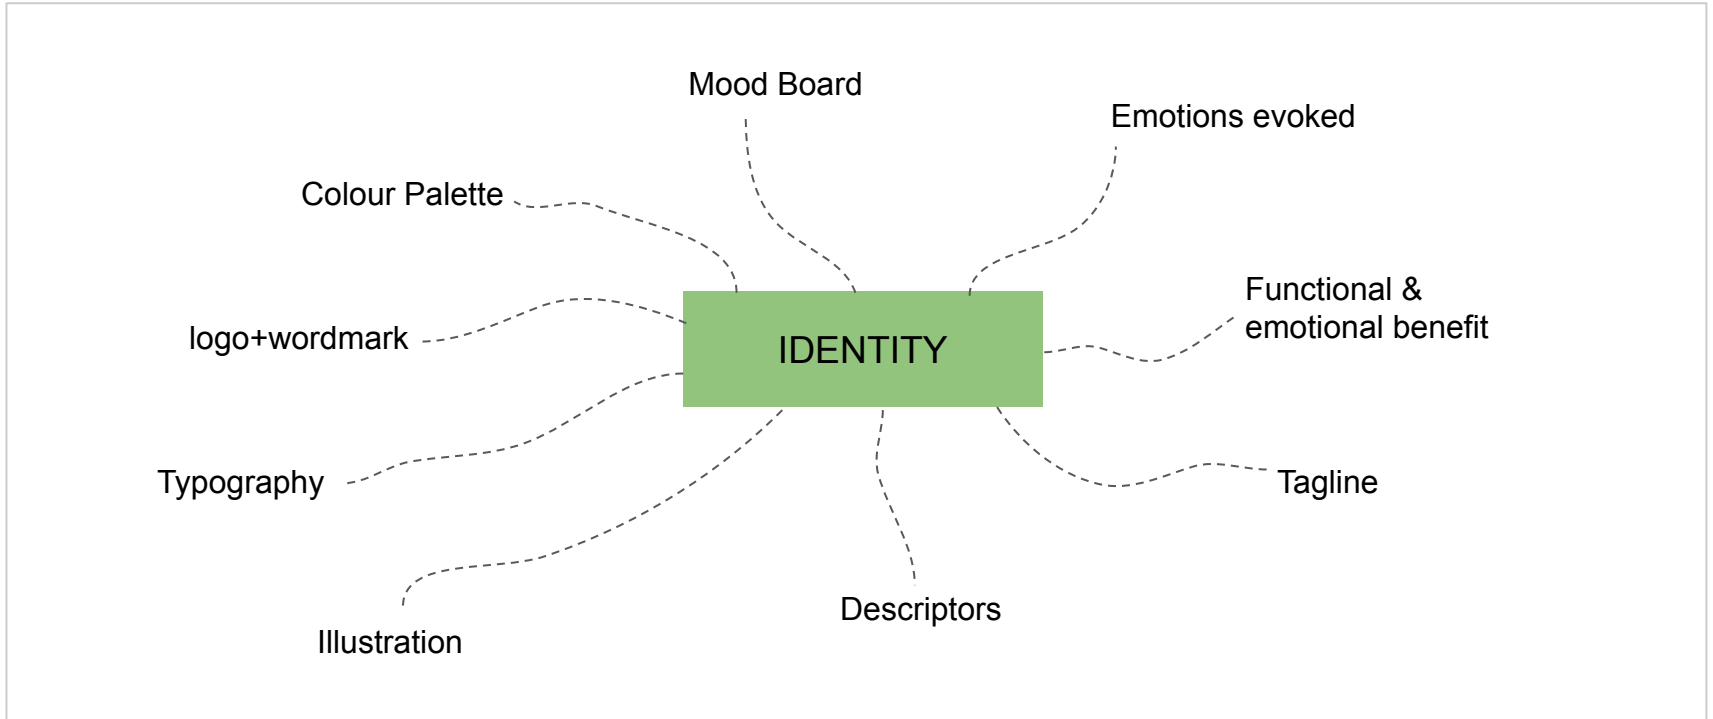 Mood Board
Emotions evoked
Colour Palette
Functional &
emotional benefit
logo+wordmark
IDENTITY
Typography
Tagline
Descriptors
Illustration